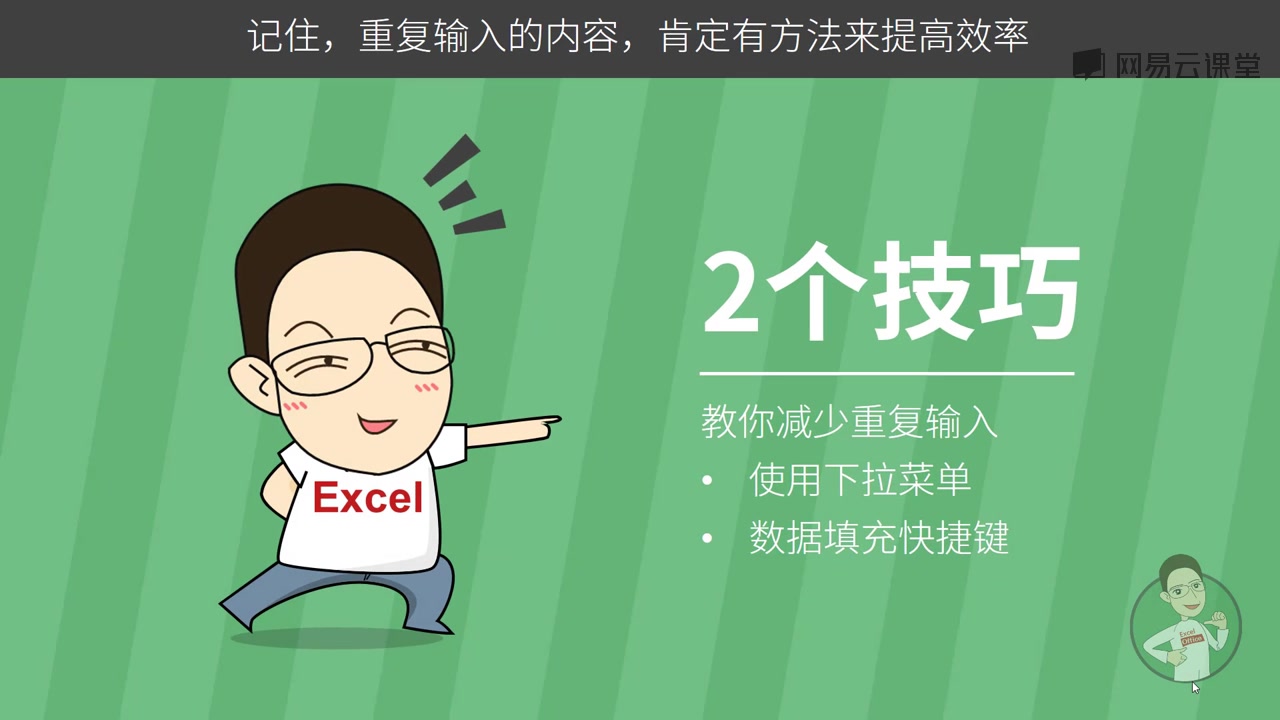 记住，重复输入的内容，肯定有方法来提高效率
网易云课堂
2个技巧
教你减少重复输入
• 使用下拉菜单
• 数据填充快捷键
Excel
Excel
Office